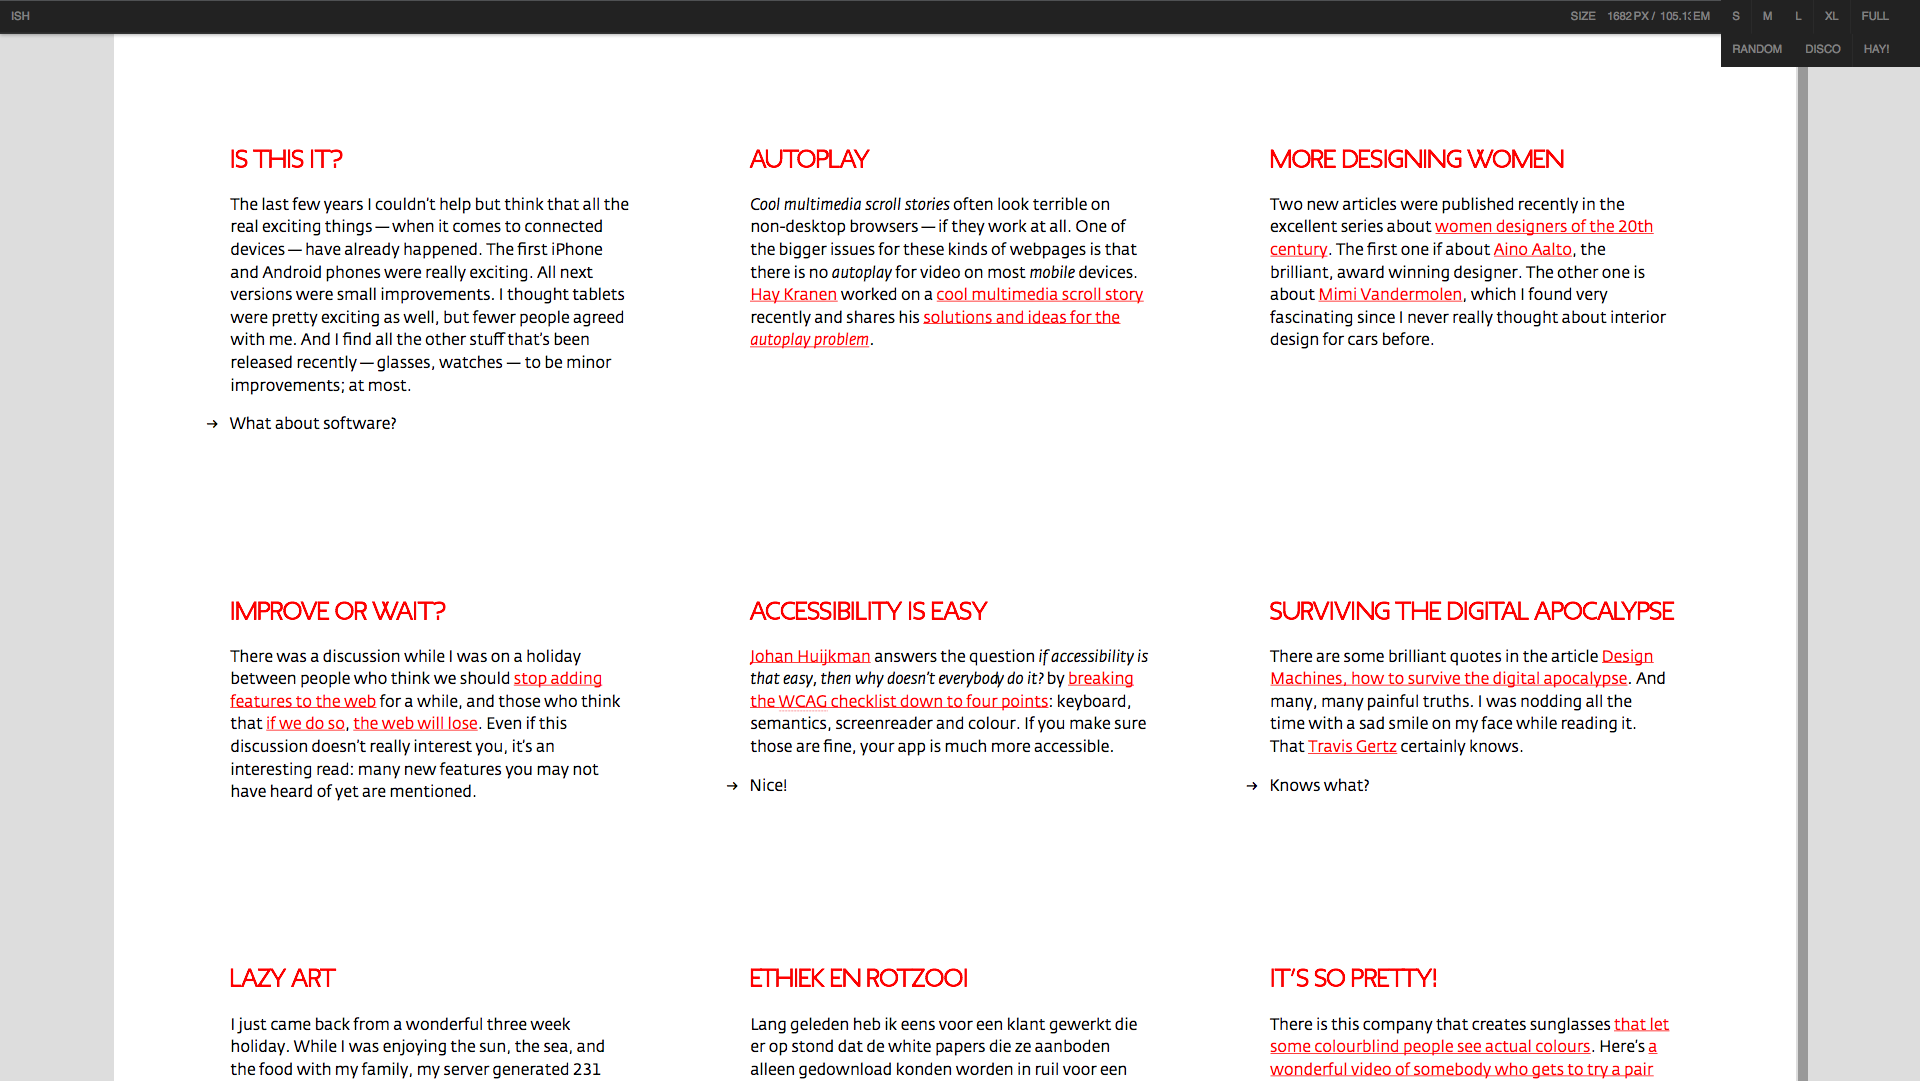 ISH
SIZE 1682PX / 105.13EM S M L XL FULL
RANDOM DISCO HAY!
IS THIS IT?
The last few years I couldn't help but think that all the
real exciting things — when it comes to connected
devices — have already happened. The first iPhone
and Android phones were really exciting. All next
versions were small improvements. I thought tablets
were pretty exciting as well, but fewer people agreed
with me. And I find all the other stuff that's been
released recently — glasses, watches — to be minor
improvements; at most.
→ What about software?
AUTOPLAY
Cool multimedia scroll stories often look terrible on
non-desktop browsers — if they work at all. One of
the bigger issues for these kinds of webpages is that
there is no autoplay for video on most mobile devices.
Hay Kranen worked on a cool multimedia scroll story
recently and shares his solutions and ideas for the
autoplay problem.
MORE DESIGNING WOMEN
Two new articles were published recently in the
excellent series about women designers of the 20th
century. The first one if about Aino Aalto, the
brilliant, award winning designer. The other one is
about Mimi Vandermolen, which I found very
fascinating since I never really thought about interior
design for cars before.
IMPROVE OR WAIT?
There was a discussion while I was on a holiday
between people who think we should stop adding
features to the web for a while, and those who think
that if we do so, the web will lose. Even if this
discussion doesn't really interest you, it's an
interesting read: many new features you may not
have heard of yet are mentioned.
ACCESSIBILITY IS EASY
Johan Huijkman answers the question if accessibility is
that easy, then why doesn't everybody do it? by breaking
the WCAG checklist down to four points: keyboard,
semantics, screenreader and colour. If you make sure
those are fine, your app is much more accessible.
→ Nice!
SURVIVING THE DIGITAL APOCALYPSE
There are some brilliant quotes in the article Design
Machines, how to survive the digital apocalypse. And
many, many painful truths. I was nodding all the
time with a sad smile on my face while reading it.
That Travis Gertz certainly knows.
→ Knows what?
LAZY ART
I just came back from a wonderful three week
holiday. While I was enjoying the sun, the sea, and
the food with my family, my server generated 231
ETHIEK EN ROTZOOI
Lang geleden heb ik eens voor een klant gewerkt die
er op stond dat de white papers die ze aanboden
alleen gedownload konden worden in ruil voor een
IT'S SO PRETTY!
There is this company that creates sunglasses that let
some colourblind people see actual colours. Here's a
wonderful video of somebody who gets to try a pair